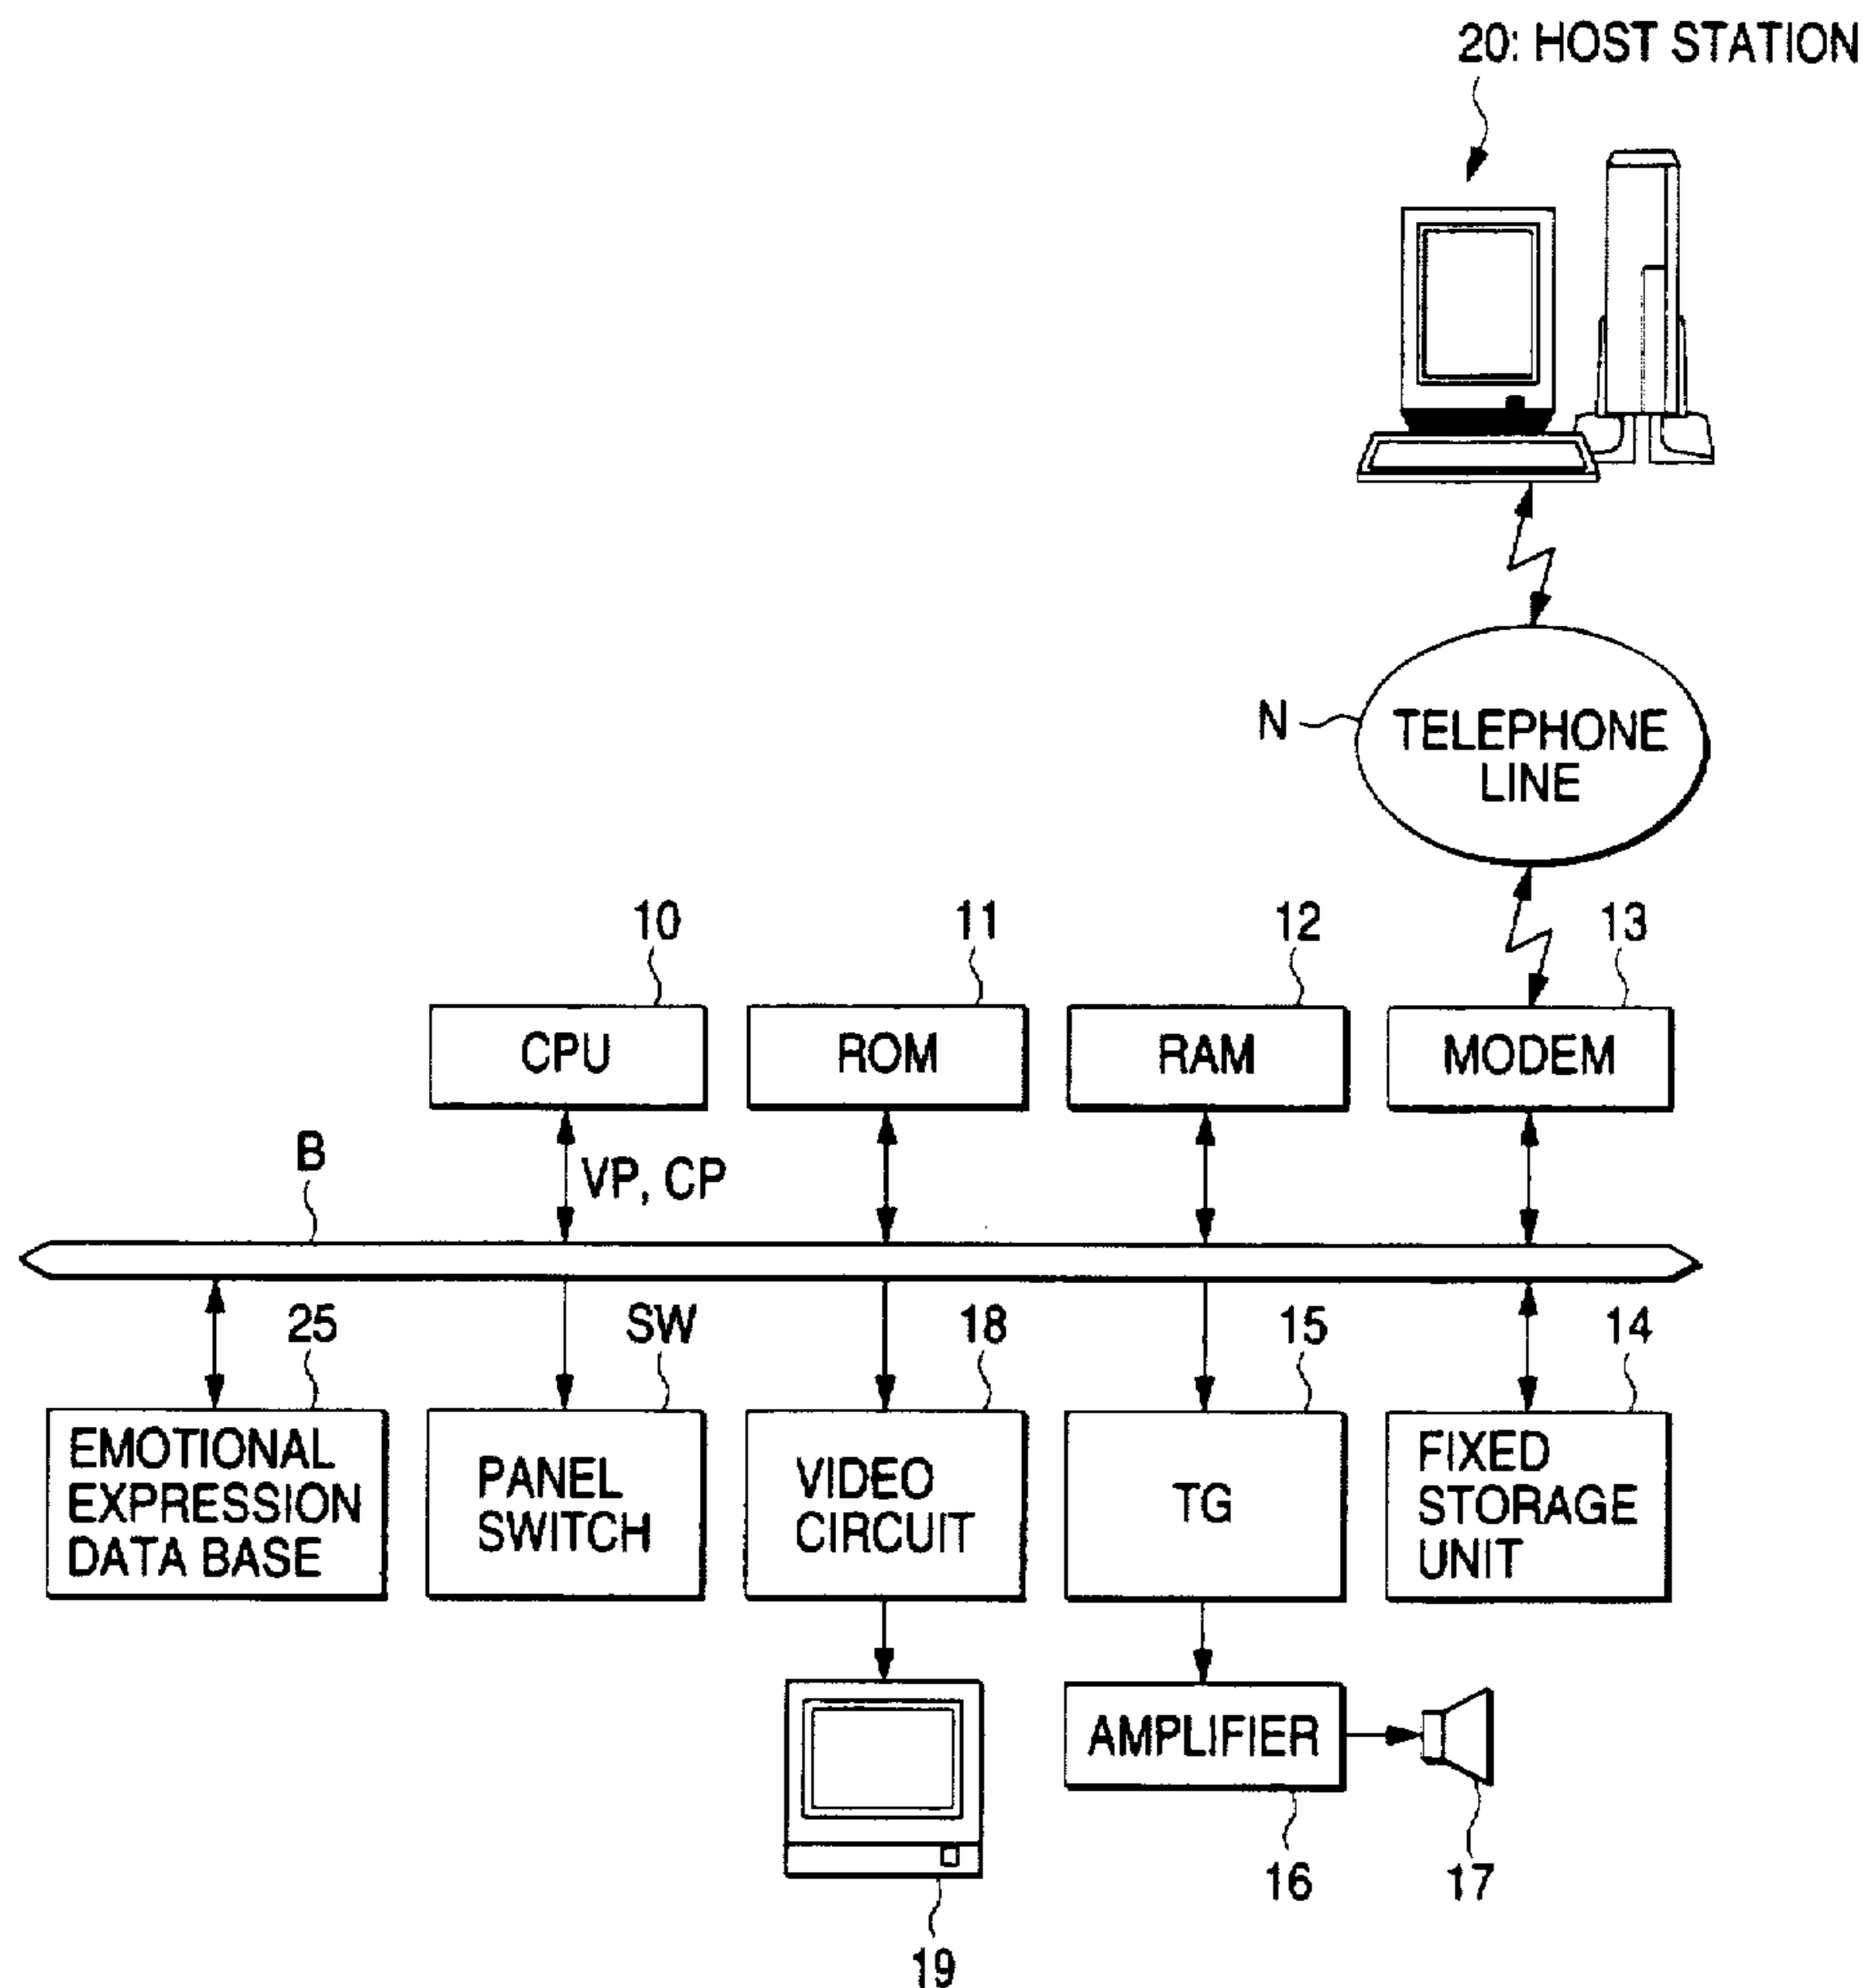 20: HOST STATION
N
TELEPHONE
LINE
10
11
12
13
CPU
ROM
RAM
MODEM
B
VP, CP
25
SW
18
15
14
EMOTIONAL
EXPRESSION
DATA BASE
PANEL
SWITCH
VIDEO
CIRCUIT
TG
FIXED
STORAGE
UNIT
AMPLIFIER
16
17
19